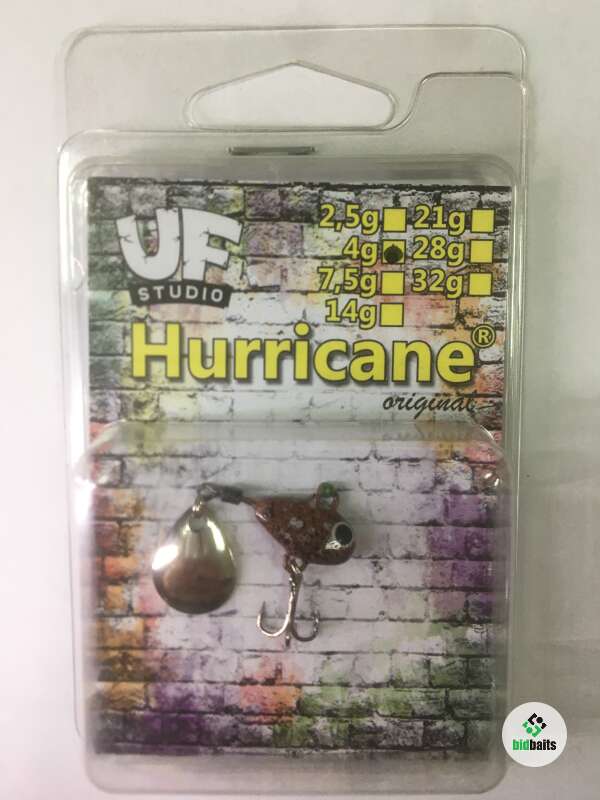 UF
STUDIO
2,5g 21g
4g 28g
7,5g 32g
14g
Hurricane®
original
bidbaits